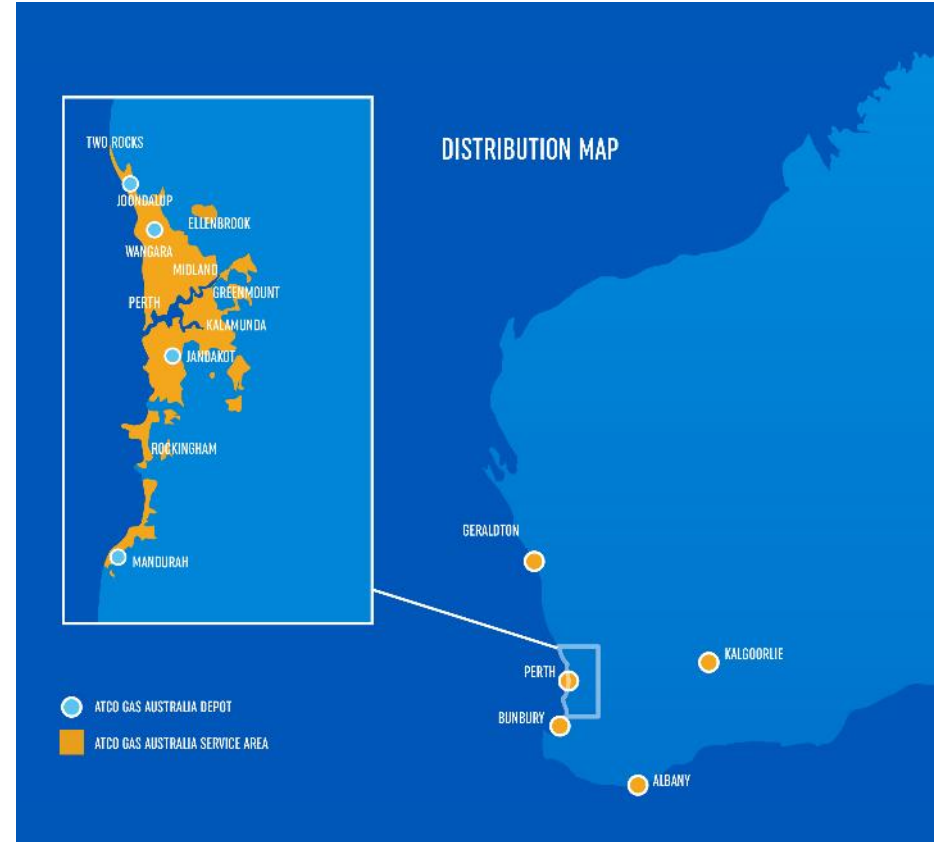 DISTRIBUTION MAP
TWO ROCKS
JOONDALUP
ELLENBROOK
WANGARA
MIDLAND
GREENMOUNT
PERTH
KALAMUNDA
JANDAKOT
ROCKINGHAM
MANDURAH
GERALDTON
KALGOORLIE
PERTH
BUNBURY
ALBANY
ATCO GAS AUSTRALIA DEPOT
ATCO GAS AUSTRALIA SERVICE AREA